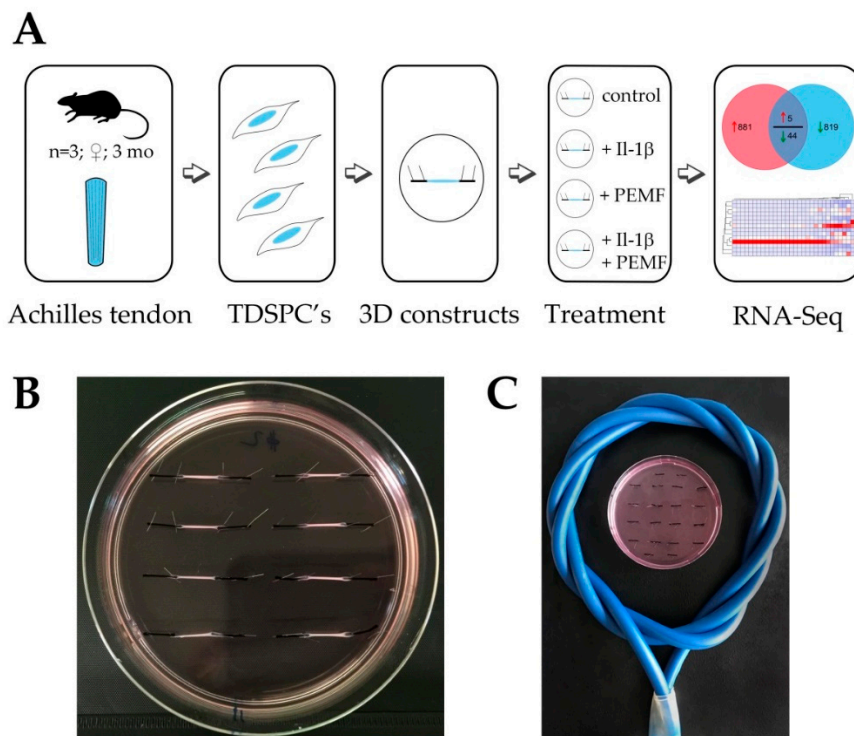 A
n=3; ♀; 3 mo
control
+ Il-1β
+ PEMF
+ Il-1β
+ PEMF
↑881
↑5
↓44
↓819
Achilles tendon
TDSPC's
3D constructs
Treatment
RNA-Seq
B
C